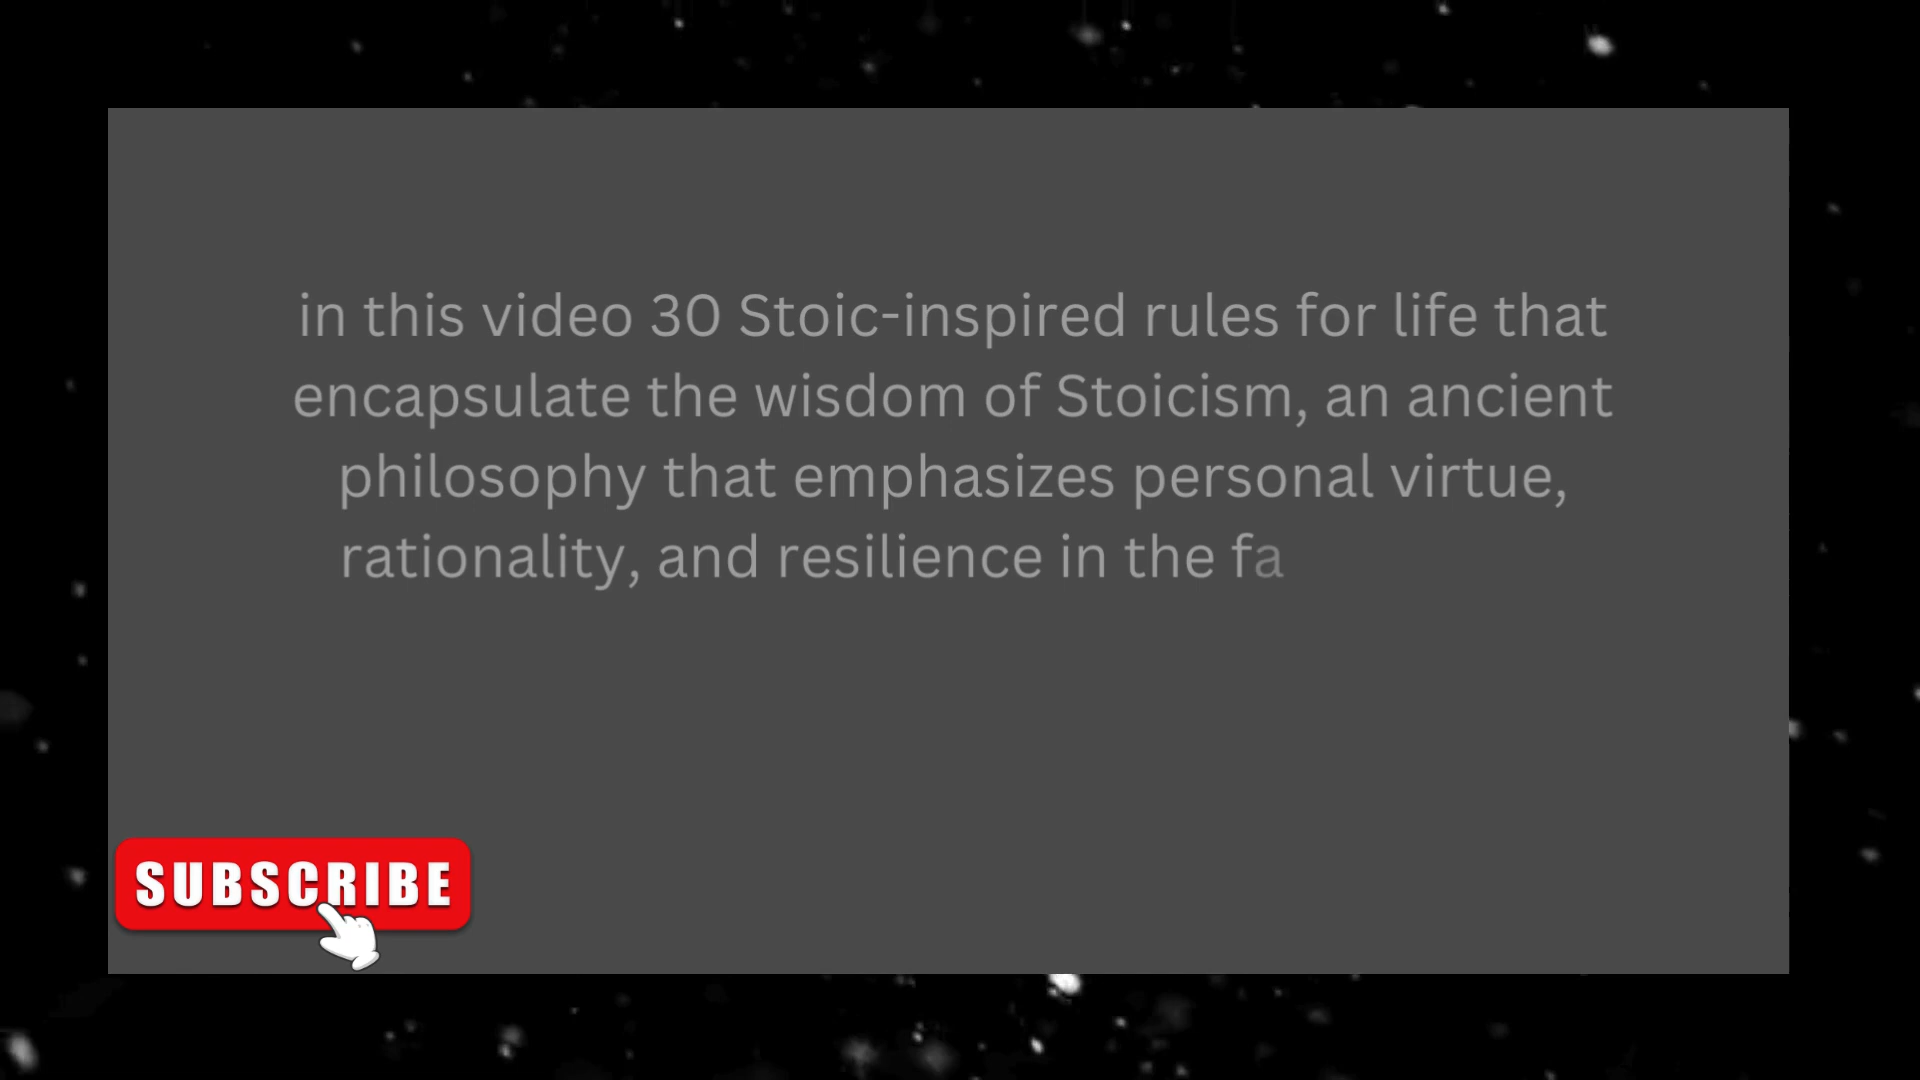 in this video 30 Stoic-inspired rules for life that
encapsulate the wisdom of Stoicism, an ancient
philosophy that emphasizes personal virtue,
rationality, and resilience in the fa
SUBSCRIBE